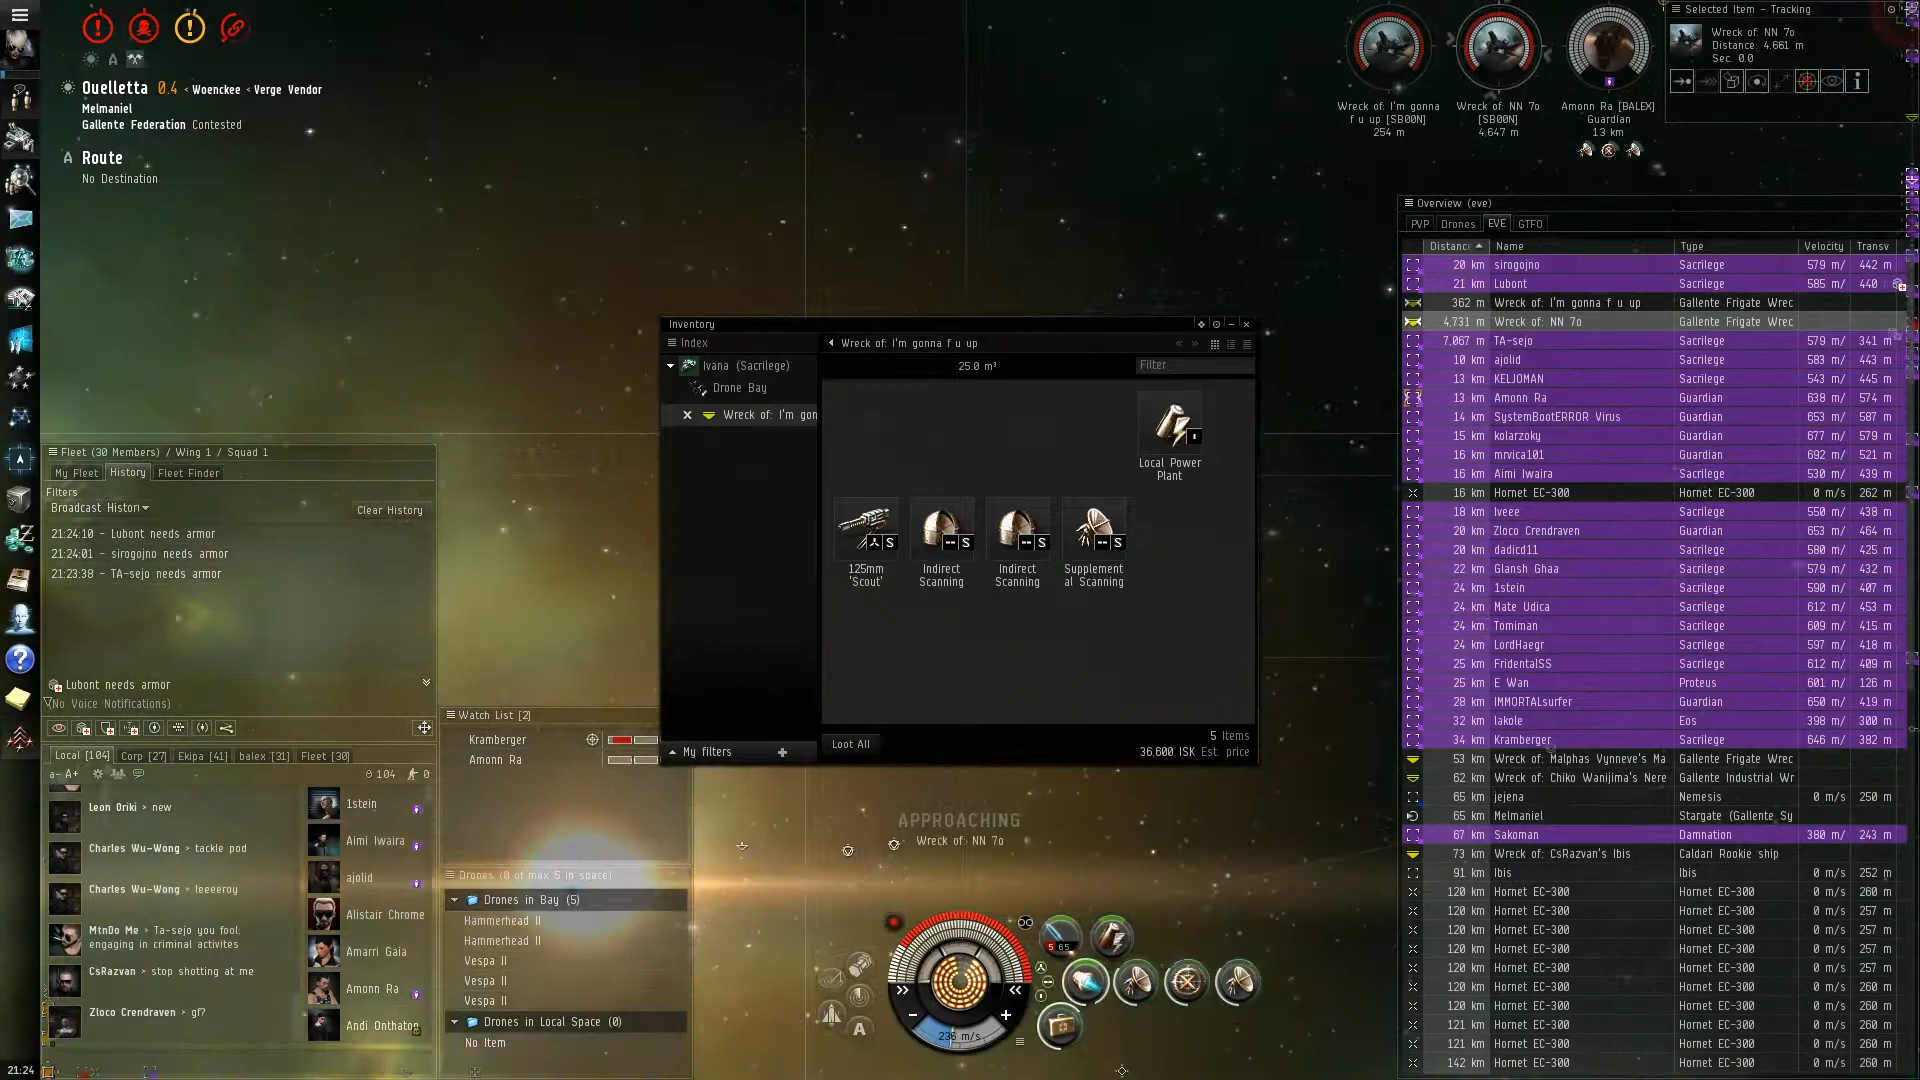 Ouelletta 0.4 < Woenckee < Verge Vendor
Melmaniel
Gallente Federation Contested
A Route
No Destination
Wreck of: I'm gonna f u up [SB00N]
254 m
Wreck of: NN 7o [SB00N]
4,647 m
Amonn Ra [BALEX]
Guardian
13 km
Selected Item - Tracking
Wreck of: NN 7o
Distance: 4.661 m
Sec. 0.0
Overview (eve)
PVP Drones EVE GTFO
Distanc Name Type Velocity Transv
20 km sirogojno Sacrilege 579 m/ 442 m
21 km Lubont Sacrilege 585 m/ 440
362 m Wreck of: I'm gonna f u up Gallente Frigate Wrec
4,731 m Wreck of: NN 7o Gallente Frigate Wrec
7,067 m TA-sejo Sacrilege 579 m/ 341 m
10 km ajolid Sacrilege 583 m/ 443 m
13 km KELJOMAN Sacrilege 543 m/ 445 m
13 km Amonn Ra Guardian 638 m/ 574 m
14 km SystemBootERROR Virus Guardian 653 m/ 587 m
15 km kolarzoky Guardian 677 m/ 579 m
16 km mrvica101 Guardian 692 m/ 521 m
16 km Aimi Iwaira Sacrilege 530 m/ 439 m
16 km Hornet EC-300 Hornet EC-300 0 m/s 262 m
18 km Iveee Sacrilege 550 m/ 438 m
20 km Zloco Crendraven Guardian 653 m/ 464 m
20 km dadicd11 Sacrilege 580 m/ 425 m
22 km Glansh Ghaa Sacrilege 579 m/ 432 m
24 km 1stein Sacrilege 590 m/ 407 m
24 km Mate Udica Sacrilege 612 m/ 453 m
24 km Tomiman Sacrilege 609 m/ 415 m
24 km LordHaegr Sacrilege 597 m/ 418 m
25 km FridentalSS Sacrilege 612 m/ 409 m
25 km E Wan Proteus 601 m/ 126 m
28 km IMMORTALsurfer Guardian 650 m/ 419 m
32 km lakole Eos 398 m/ 300 m
34 km Kramberger Sacrilege 646 m/ 382 m
53 km Wreck of: Malphas Vynneve's Ma Gallente Frigate Wrec
62 km Wreck of: Chiko Wanijima's Nere Gallente Industrial Wr
65 km jejena Nemesis 0 m/s 250 m
65 km Melmaniel Stargate (Gallente Sy
67 km Sakoman Damnation 380 m/ 243 m
73 km Wreck of: CsRazvan's Ibis Caldari Rookie ship
91 km Ibis Ibis 0 m/s 252 m
120 km Hornet EC-300 Hornet EC-300 0 m/s 260 m
120 km Hornet EC-300 Hornet EC-300 0 m/s 257 m
120 km Hornet EC-300 Hornet EC-300 0 m/s 257 m
120 km Hornet EC-300 Hornet EC-300 0 m/s 257 m
120 km Hornet EC-300 Hornet EC-300 0 m/s 257 m
120 km Hornet EC-300 Hornet EC-300 0 m/s 260 m
120 km Hornet EC-300 Hornet EC-300 0 m/s 260 m
121 km Hornet EC-300 Hornet EC-300 0 m/s 260 m
121 km Hornet EC-300 Hornet EC-300 0 m/s 260 m
142 km Hornet EC-300 Hornet EC-300 0 m/s 260 m
Inventory
Index
Ivana (Sacrilege)
Drone Bay
Wreck of: I'm gon
My filters +
Wreck of: I'm gonna f u up
25.0 m³
Filter
Local Power Plant
125mm 'Scout'
Indirect Scanning
Indirect Scanning
Supplement al Scanning
Loot All
5 Items
36,600 ISK Est. price
Fleet (30 Members) / Wing 1 / Squad 1
My Fleet History Fleet Finder
Filters
Broadcast Histori
Clear History
21:24:10 - Lubont needs armor
21:24:01 - sirogojno needs armor
21:23:38 - TA-sejo needs armor
Lubont needs armor
(No Voice Notifications)
Local [104] Corp [27] Ekipa [41] balex [31] Fleet [30]
a- A+
104 0
Leon Oriki > new
Charles Wu-Wong > tackle pod
Charles Wu-Wong > leeeeroy
MtnDo Me > Ta-sejo you fool; engaging in criminal activites
CsRazvan > stop shotting at me
Zloco Crendraven > gf?
1stein
Aimi Iwaira
ajolid
Alistair Chrome
Amarri Gaia
Amonn Ra
Andi Onthaton
Watch List [2]
Kramberger
Amonn Ra
Drones (0 of max 5 in space)
Drones in Bay (5)
Hammerhead II
Hammerhead II
Vespa II
Vespa II
Vespa II
Drones in Local Space (0)
No Item
APPROACHING
Wreck of: NN 7o
236 m/s
5 65
A
21:24